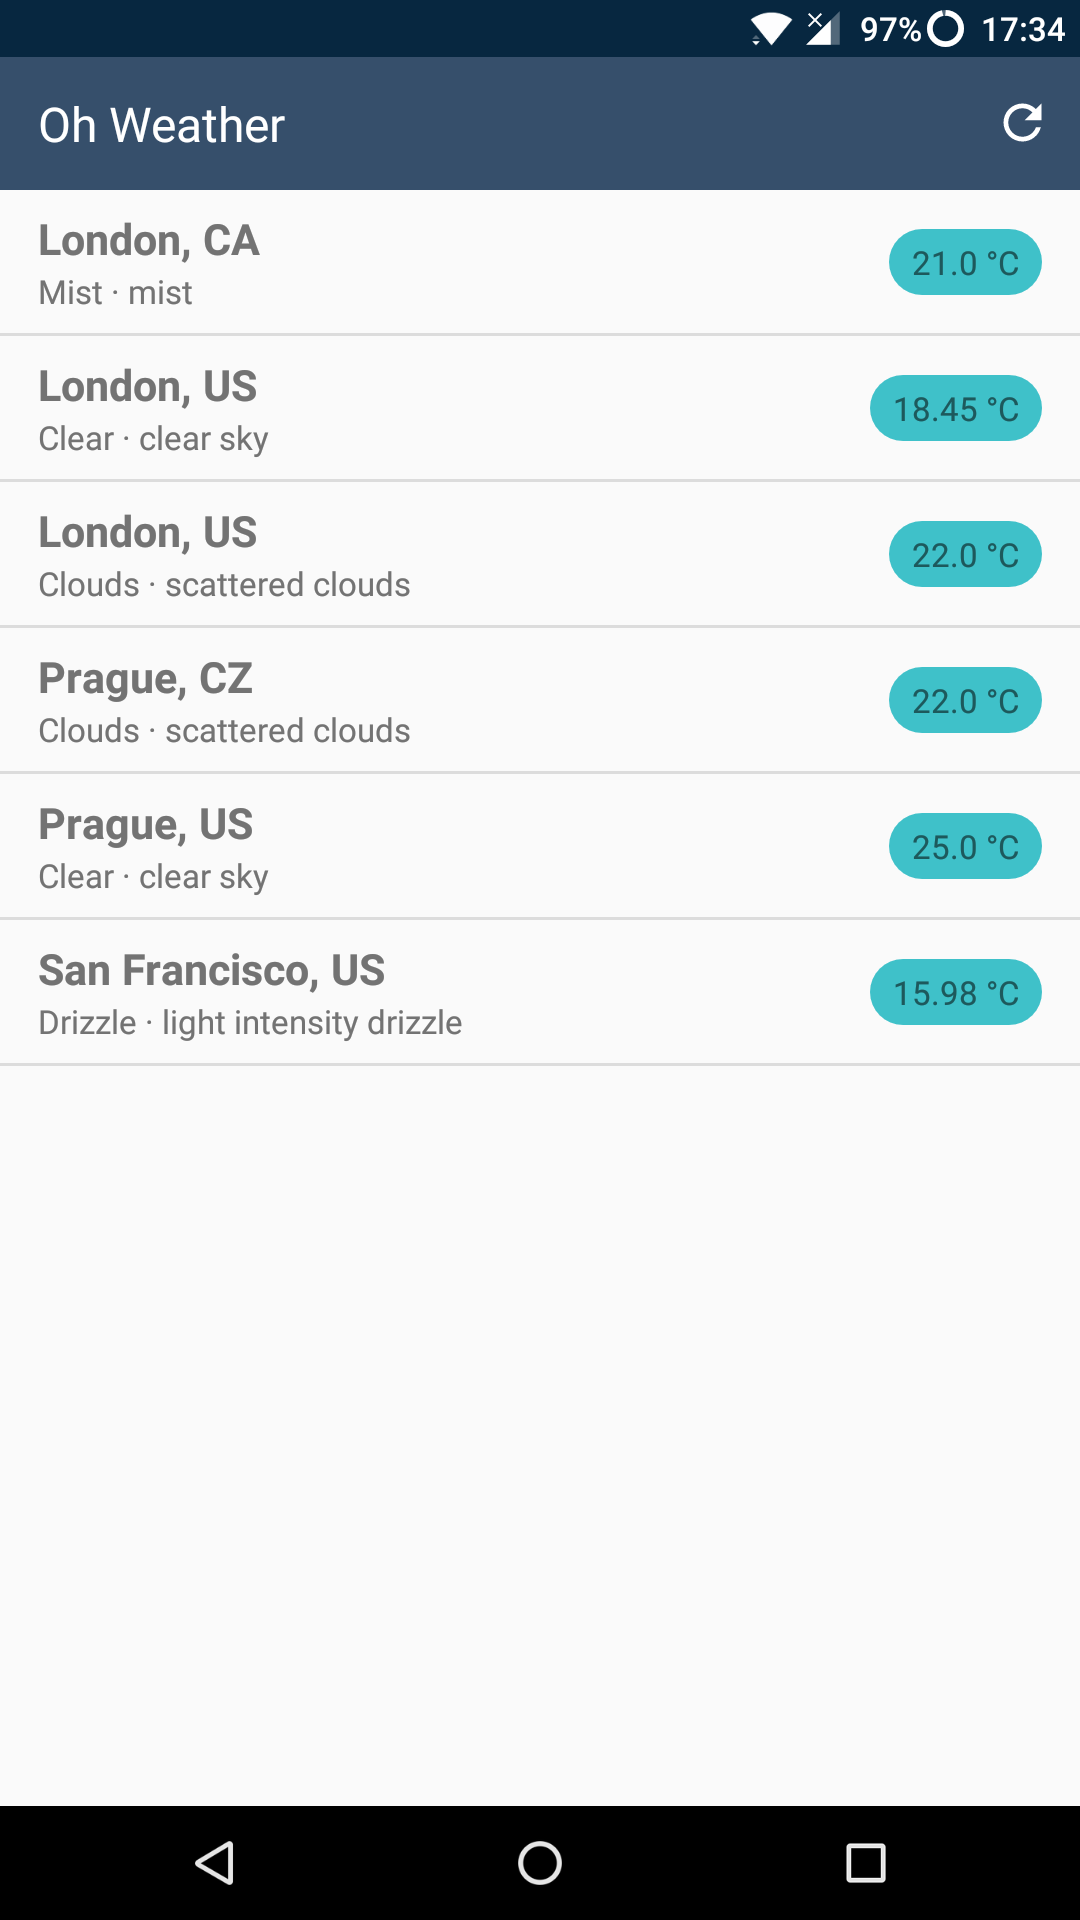 97% 17:34
Oh Weather
London, CA
21.0 °C
Mist · mist
London, US
18.45 °C
Clear · clear sky
London, US
22.0 °C
Clouds · scattered clouds
Prague, CZ
22.0 °C
Clouds · scattered clouds
Prague, US
25.0 °C
Clear · clear sky
San Francisco, US
15.98 °C
Drizzle · light intensity drizzle